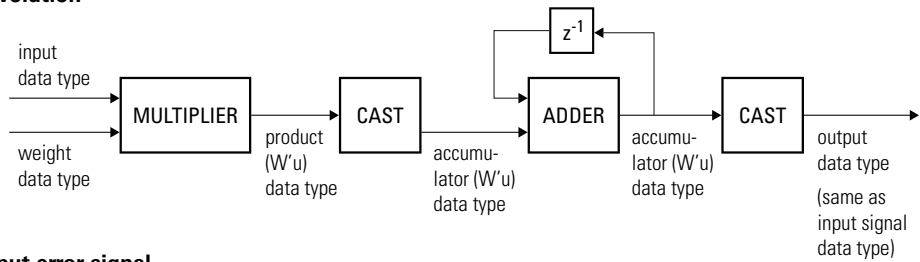 z-1
input
data type
MULTIPLIER
CAST
ADDER
CAST
weight
data type
product
(W'u)
data type
accumu-
lator (W'u)
data type
accumu-
lator (W'u)
data type
output
data type
(same as
input signal
data type)